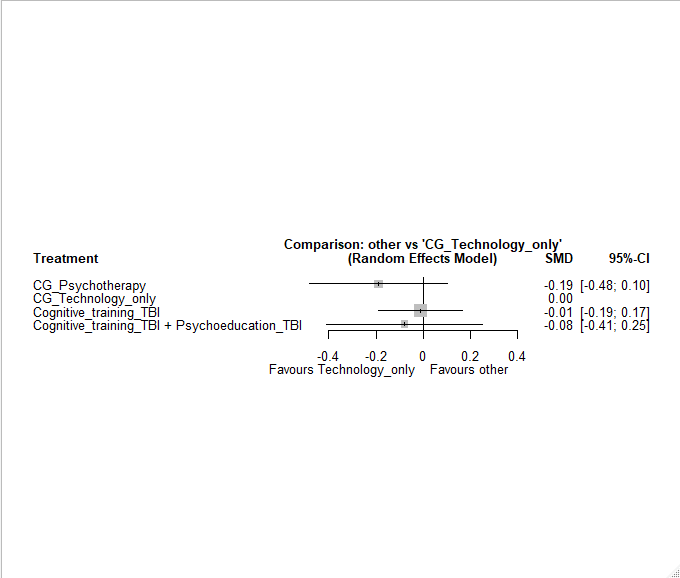 Comparison: other vs 'CG_Technology_only'
Treatment (Random Effects Model) SMD 95%-CI
CG_Psychotherapy -0.19 [-0.48; 0.10]
CG_Technology_only 0.00
Cognitive_training_TBI -0.01 [-0.19; 0.17]
Cognitive_training_TBI + Psychoeducation_TBI -0.08 [-0.41; 0.25]
-0.4 -0.2 0 0.2 0.4
Favours Technology_only Favours other